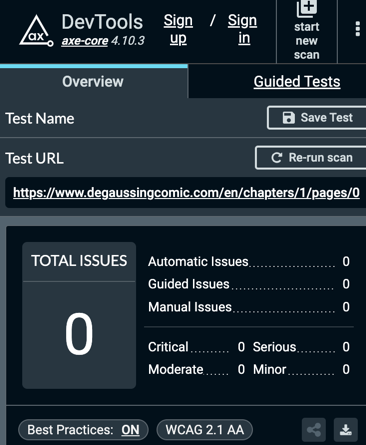 DevTools
ax
axe-core 4.10.3
Sign up / Sign in
start new scan
Overview
Guided Tests
Test Name
Save Test
Test URL
Re-run scan
https://www.degaussingcomic.com/en/chapters/1/pages/0
TOTAL ISSUES
0
Automatic Issues 0
Guided Issues 0
Manual Issues 0
Critical 0 Serious 0
Moderate 0 Minor 0
Best Practices: ON
WCAG 2.1 AA